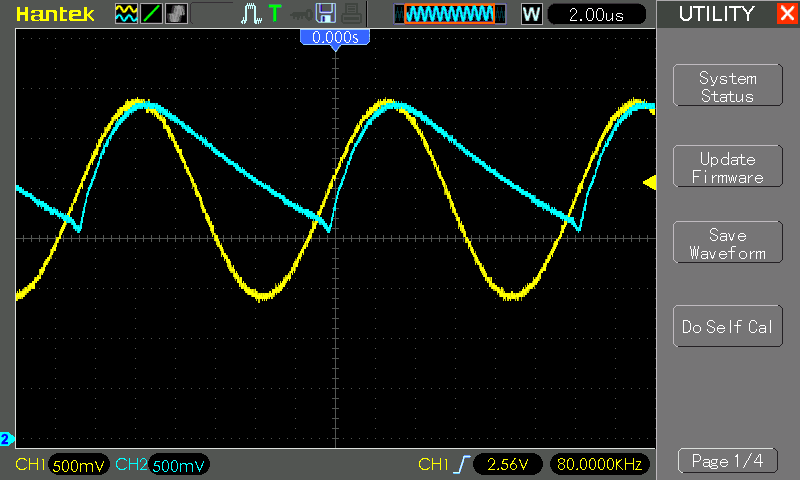 Hantek T W 2.00us UTILITY
0.000s
System
Status
Update
Firmware
Save
Waveform
Do Self Cal
2
CH1 500mV CH2 500mV CH1 2.56V 80.0000KHz Page 1/4